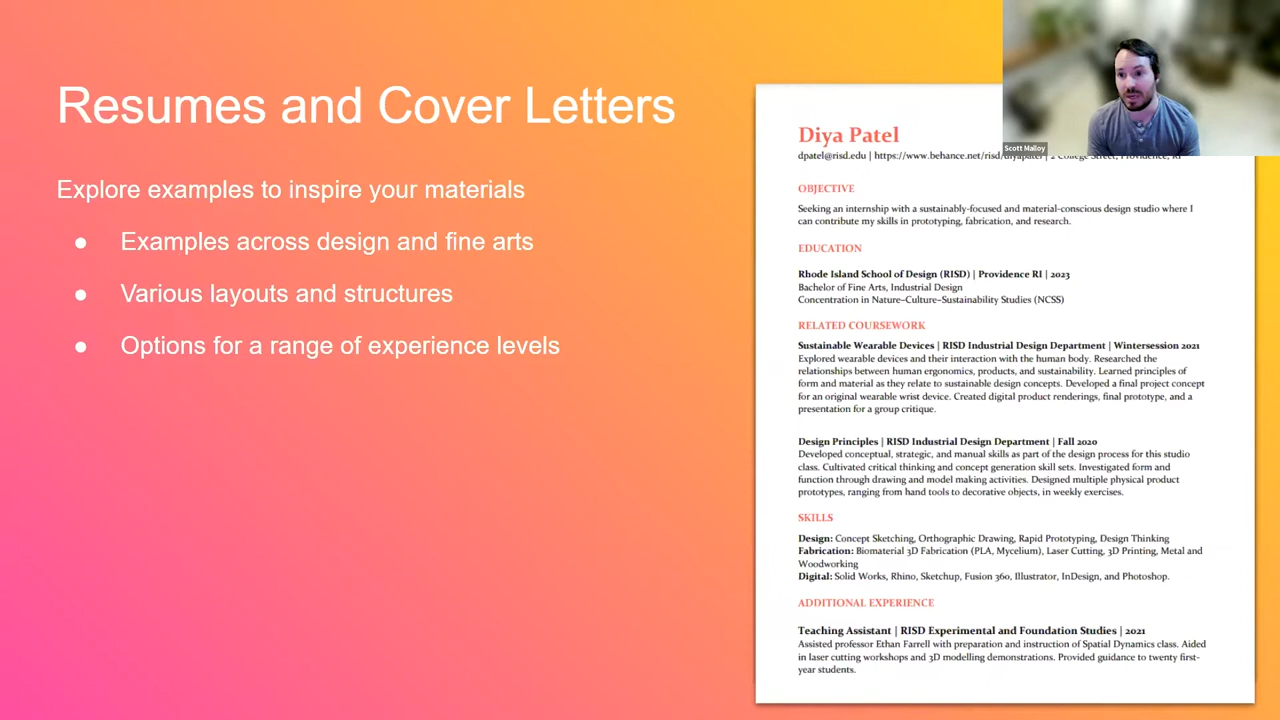 Resumes and Cover Letters
Explore examples to inspire your materials
● Examples across design and fine arts
● Various layouts and structures
● Options for a range of experience levels
Scott Malloy
Diya Patel
dpatel@risd.edu | https://www.behance.net/risd/diyapatel | 2 College Street, Providence, RI
OBJECTIVE
Seeking an internship with a sustainably-focused and material-conscious design studio where I
can contribute my skills in prototyping, fabrication, and research.
EDUCATION
Rhode Island School of Design (RISD) | Providence RI | 2023
Bachelor of Fine Arts, Industrial Design
Concentration in Nature–Culture–Sustainability Studies (NCSS)
RELATED COURSEWORK
Sustainable Wearable Devices | RISD Industrial Design Department | Wintersession 2021
Explored wearable devices and their interaction with the human body. Researched the
relationships between human ergonomics, products, and sustainability. Learned principles of
form and material as they relate to sustainable design concepts. Developed a final project concept
for an original wearable wrist device. Created digital product renderings, final prototype, and a
presentation for a group critique.
Design Principles | RISD Industrial Design Department | Fall 2020
Developed conceptual, strategic, and manual skills as part of the design process for this studio
class. Cultivated critical thinking and concept generation skill sets. Investigated form and
function through drawing and model making activities. Designed multiple physical product
prototypes, ranging from hand tools to decorative objects, in weekly exercises.
SKILLS
Design: Concept Sketching, Orthographic Drawing, Rapid Prototyping, Design Thinking
Fabrication: Biomaterial 3D Fabrication (PLA, Mycelium), Laser Cutting, 3D Printing, Metal and
Woodworking
Digital: Solid Works, Rhino, Sketchup, Fusion 360, Illustrator, InDesign, and Photoshop.
ADDITIONAL EXPERIENCE
Teaching Assistant | RISD Experimental and Foundation Studies | 2021
Assisted professor Ethan Farrell with preparation and instruction of Spatial Dynamics class. Aided
in laser cutting workshops and 3D modelling demonstrations. Provided guidance to twenty first-
year students.